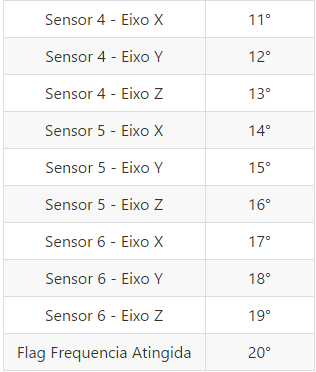 Sensor 4 - Eixo X 11°
Sensor 4 - Eixo Y 12°
Sensor 4 - Eixo Z 13°
Sensor 5 - Eixo X 14°
Sensor 5 - Eixo Y 15°
Sensor 5 - Eixo Z 16°
Sensor 6 - Eixo X 17°
Sensor 6 - Eixo Y 18°
Sensor 6 - Eixo Z 19°
Flag Frequencia Atingida 20°